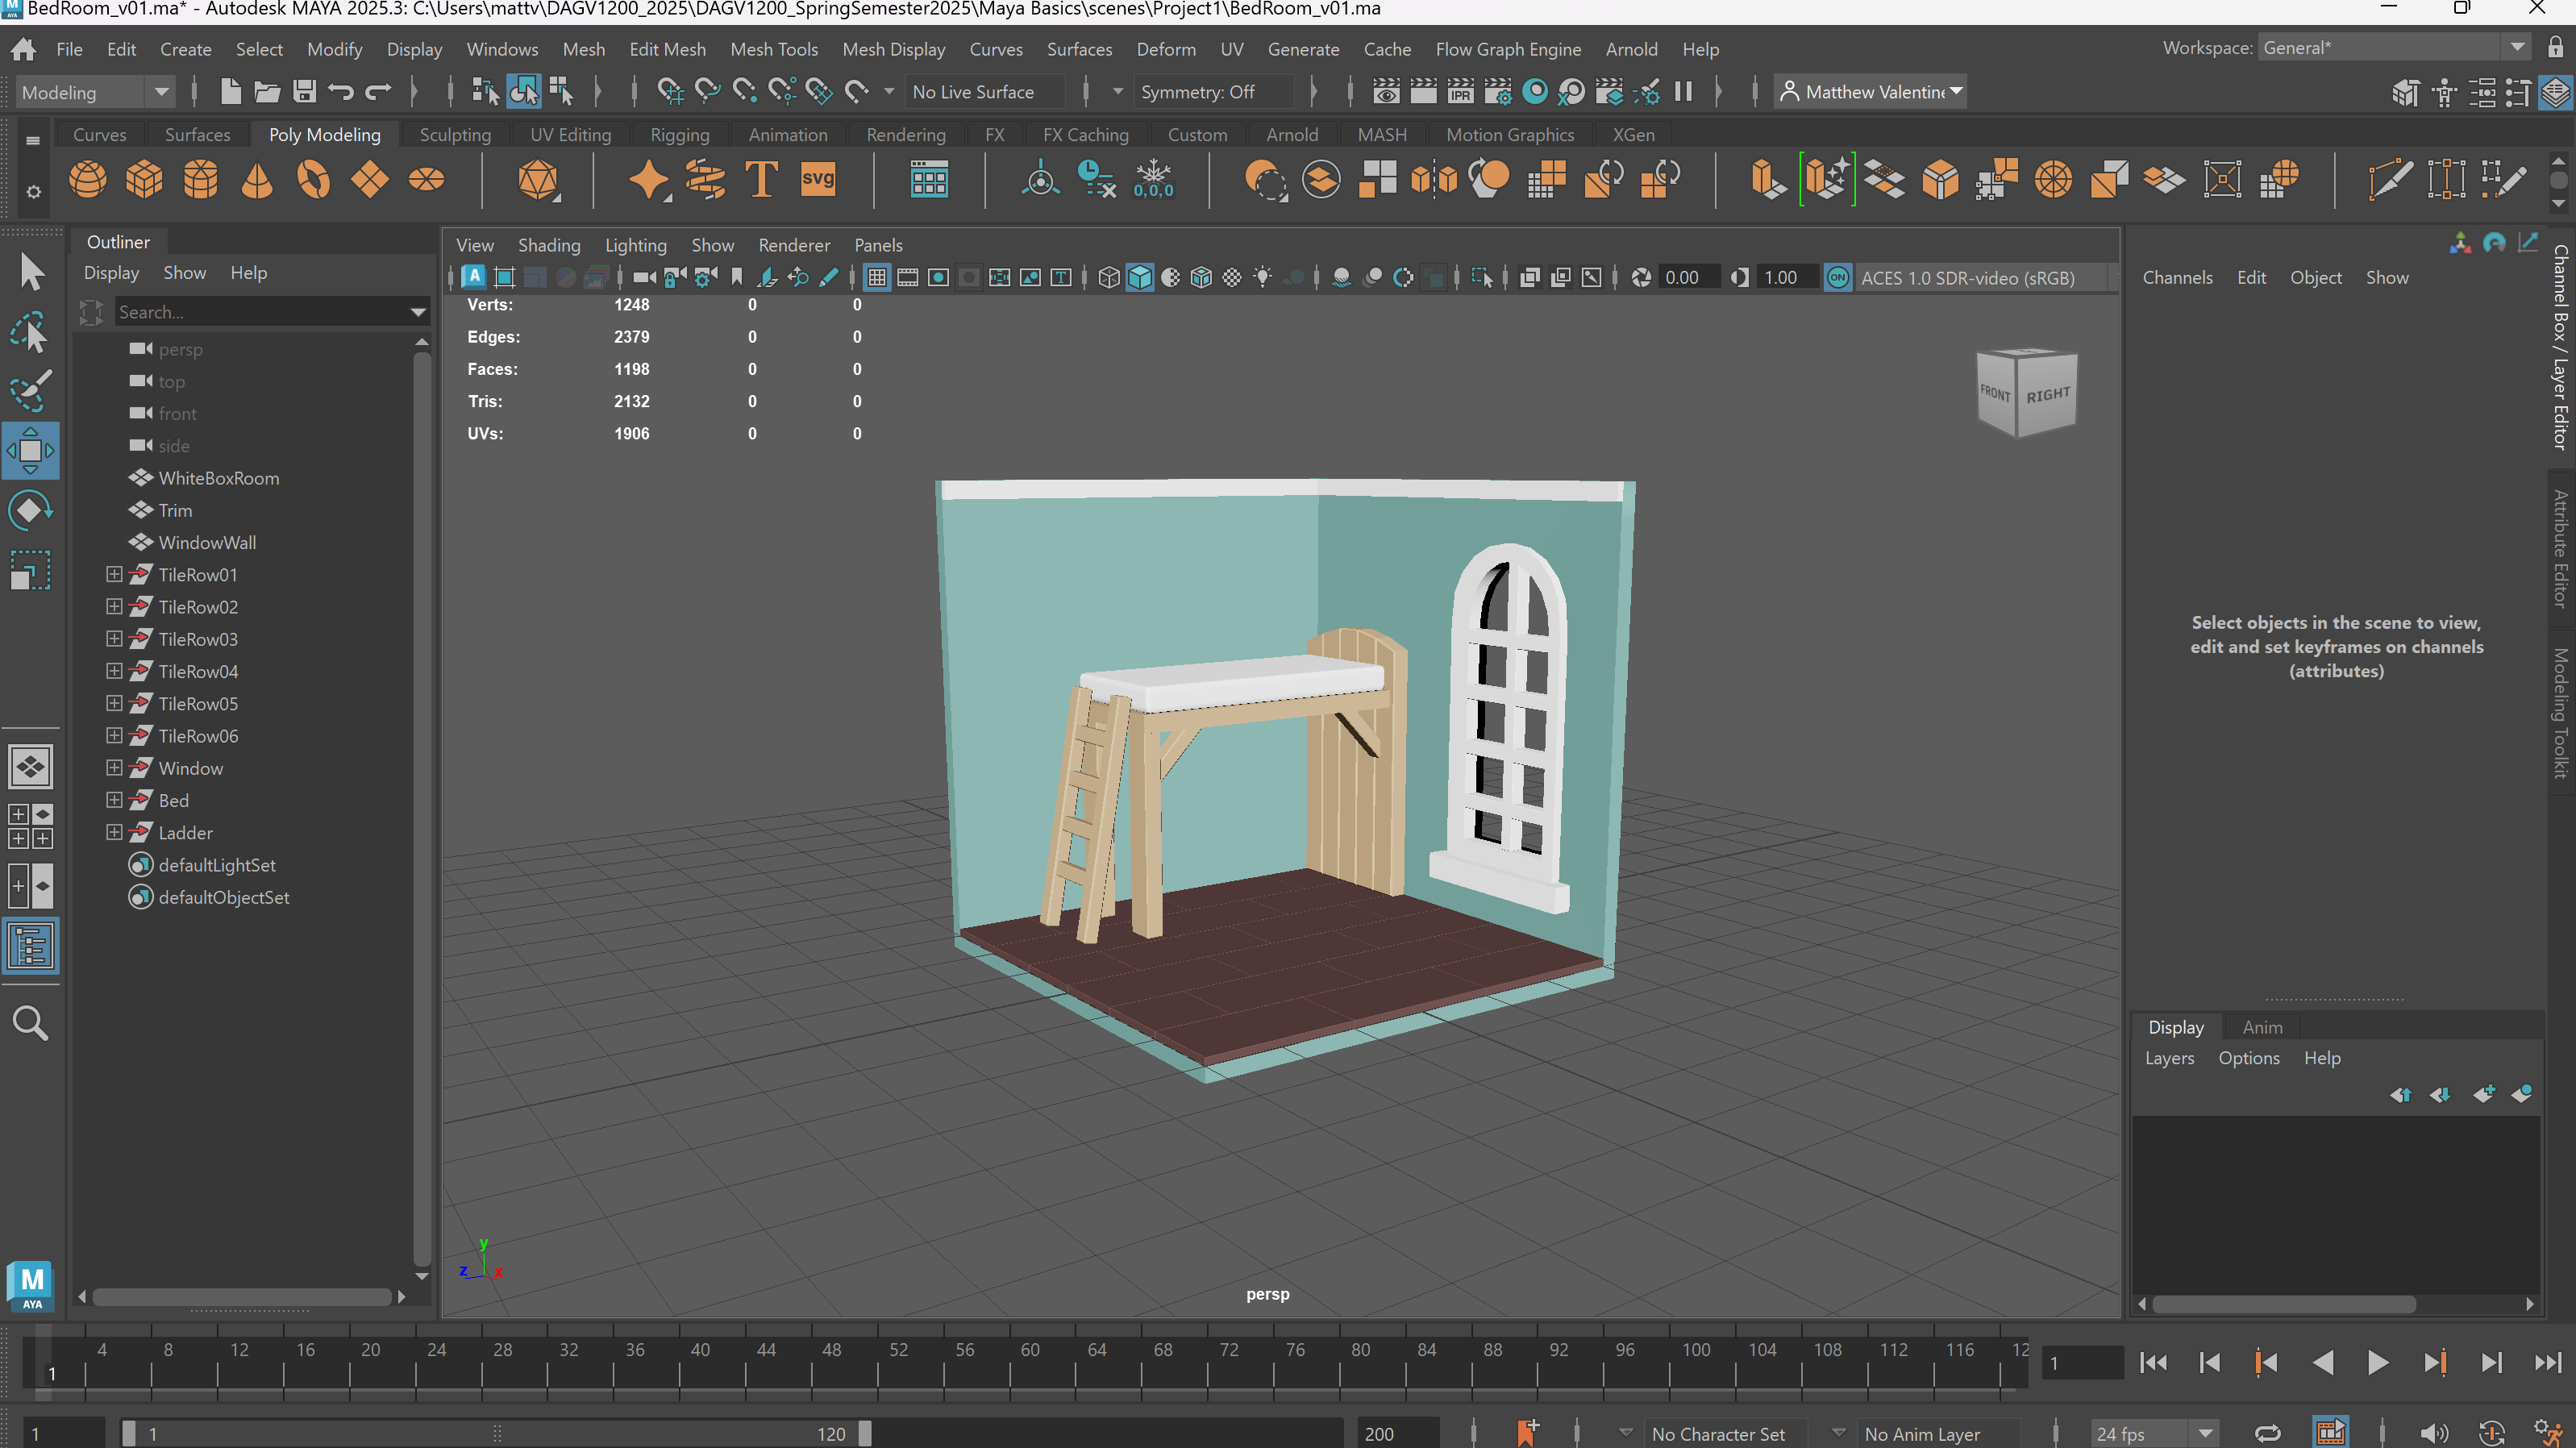 BedRoom_v01.ma* - Autodesk MAYA 2025.3: C:\Users\mattv\DAGV1200_2025\DAGV1200_SpringSemester2025\Maya Basics\scenes\Project1\BedRoom_v01.ma
File Edit Create Select Modify Display Windows Mesh Edit Mesh Mesh Tools Mesh Display Curves Surfaces Deform UV Generate Cache Flow Graph Engine Arnold Help Workspace: General*
Modeling No Live Surface Symmetry: Off IPR Matthew Valentine
Curves Surfaces Poly Modeling Sculpting UV Editing Rigging Animation Rendering FX FX Caching Custom Arnold MASH Motion Graphics XGen
T svg 0,0,0
Outliner
Display Show Help
Search...
persp
top
front
side
WhiteBoxRoom
Trim
WindowWall
TileRow01
TileRow02
TileRow03
TileRow04
TileRow05
TileRow06
Window
Bed
Ladder
defaultLightSet
defaultObjectSet
View Shading Lighting Show Renderer Panels
0.00 1.00 ON ACES 1.0 SDR-video (sRGB)
Verts: 1248 0 0
Edges: 2379 0 0
Faces: 1198 0 0
Tris: 2132 0 0
UVs: 1906 0 0
FRONT RIGHT
y
z x
persp
Channels Edit Object Show
Select objects in the scene to view,
edit and set keyframes on channels
(attributes)
Channel Box / Layer Editor
Attribute Editor
Modeling Toolkit
Display Anim
Layers Options Help
M
AYA
4 8 12 16 20 24 28 32 36 40 44 48 52 56 60 64 68 72 76 80 84 88 92 96 100 104 108 112 116 12
1 1
1 1 120 200 No Character Set No Anim Layer 24 fps